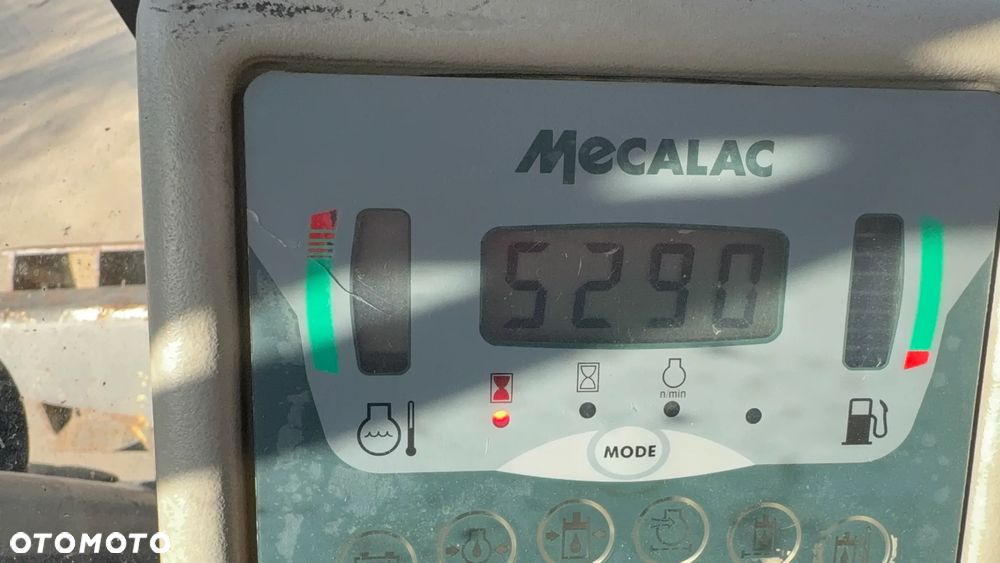 MECALAC
5290
n/min
MODE
OTOMOTO